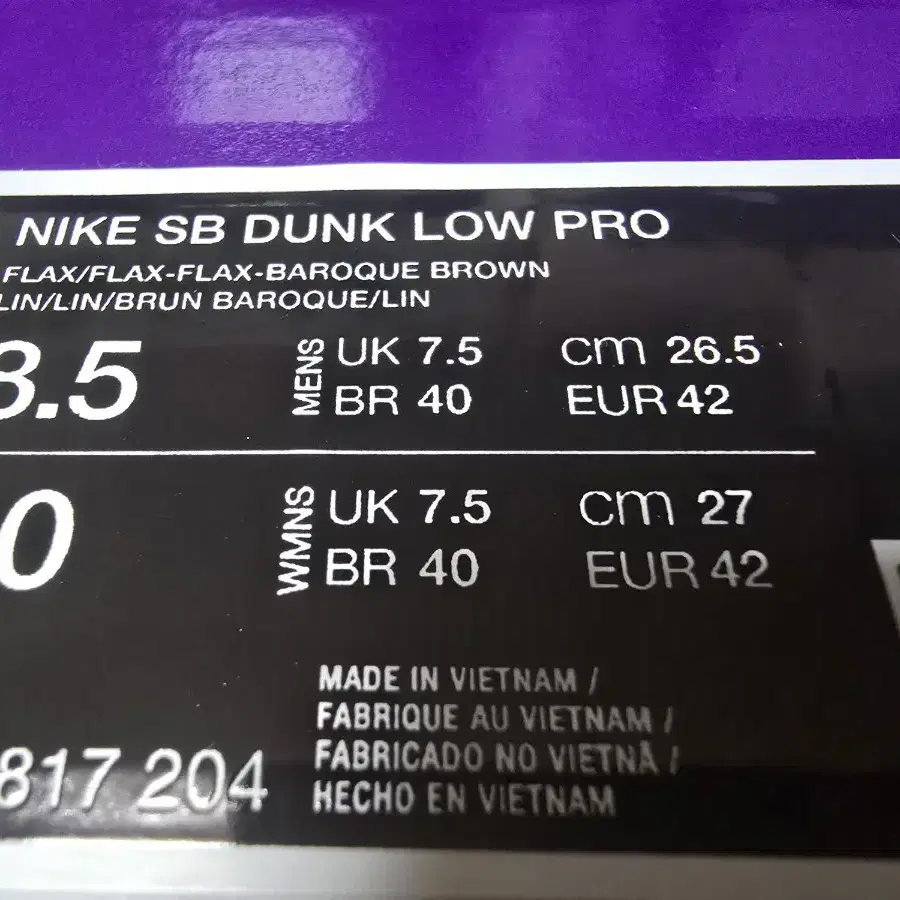 NIKE SB DUNK LOW PRO
FLAX/FLAX-FLAX-BAROQUE BROWN
LIN/LIN/BRUN BAROQUE/LIN
8.5 MENS UK 7.5 cm 26.5
BR 40 EUR 42
0 WMNS UK 7.5 cm 27
BR 40 EUR 42
MADE IN VIETNAM /
FABRIQUE AU VIETNAM /
FABRICADO NO VIETNÃ /
HECHO EN VIETNAM
817 204